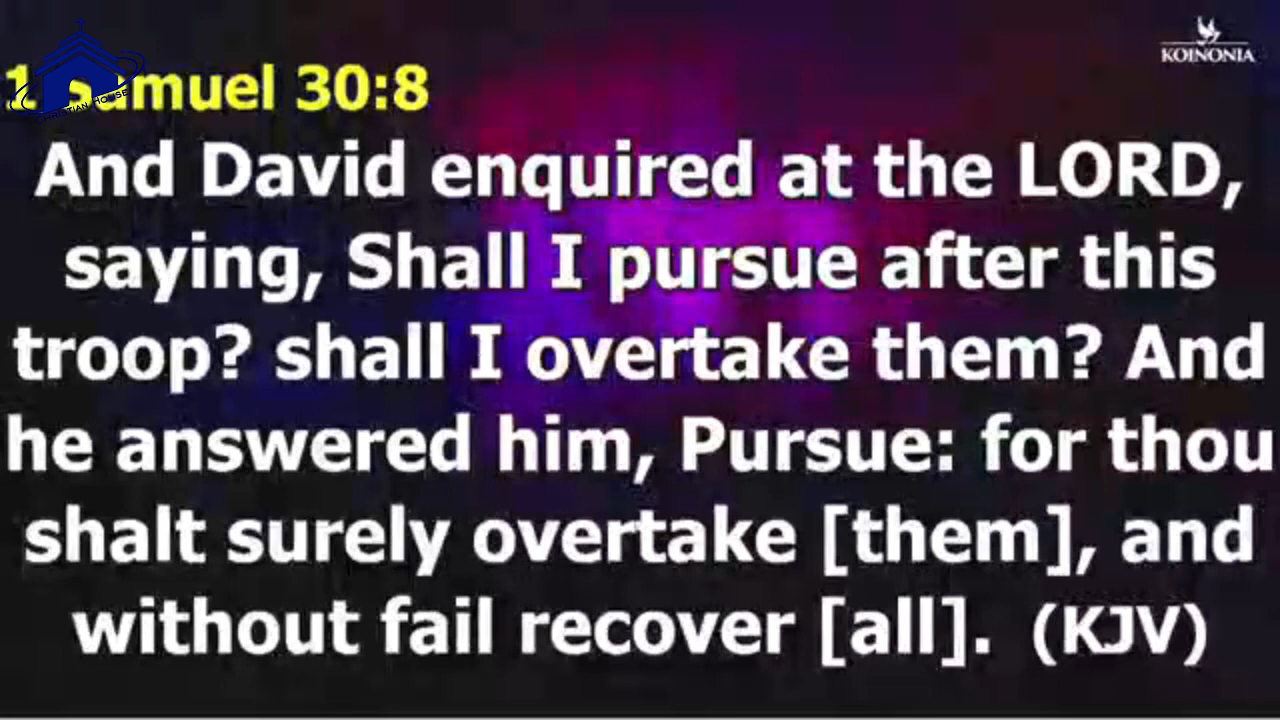 KOINONIA
1 Samuel 30:8
And David enquired at the LORD,
saying, Shall I pursue after this
troop? shall I overtake them? And
he answered him, Pursue: for thou
shalt surely overtake [them], and
without fail recover [all]. (KJV)